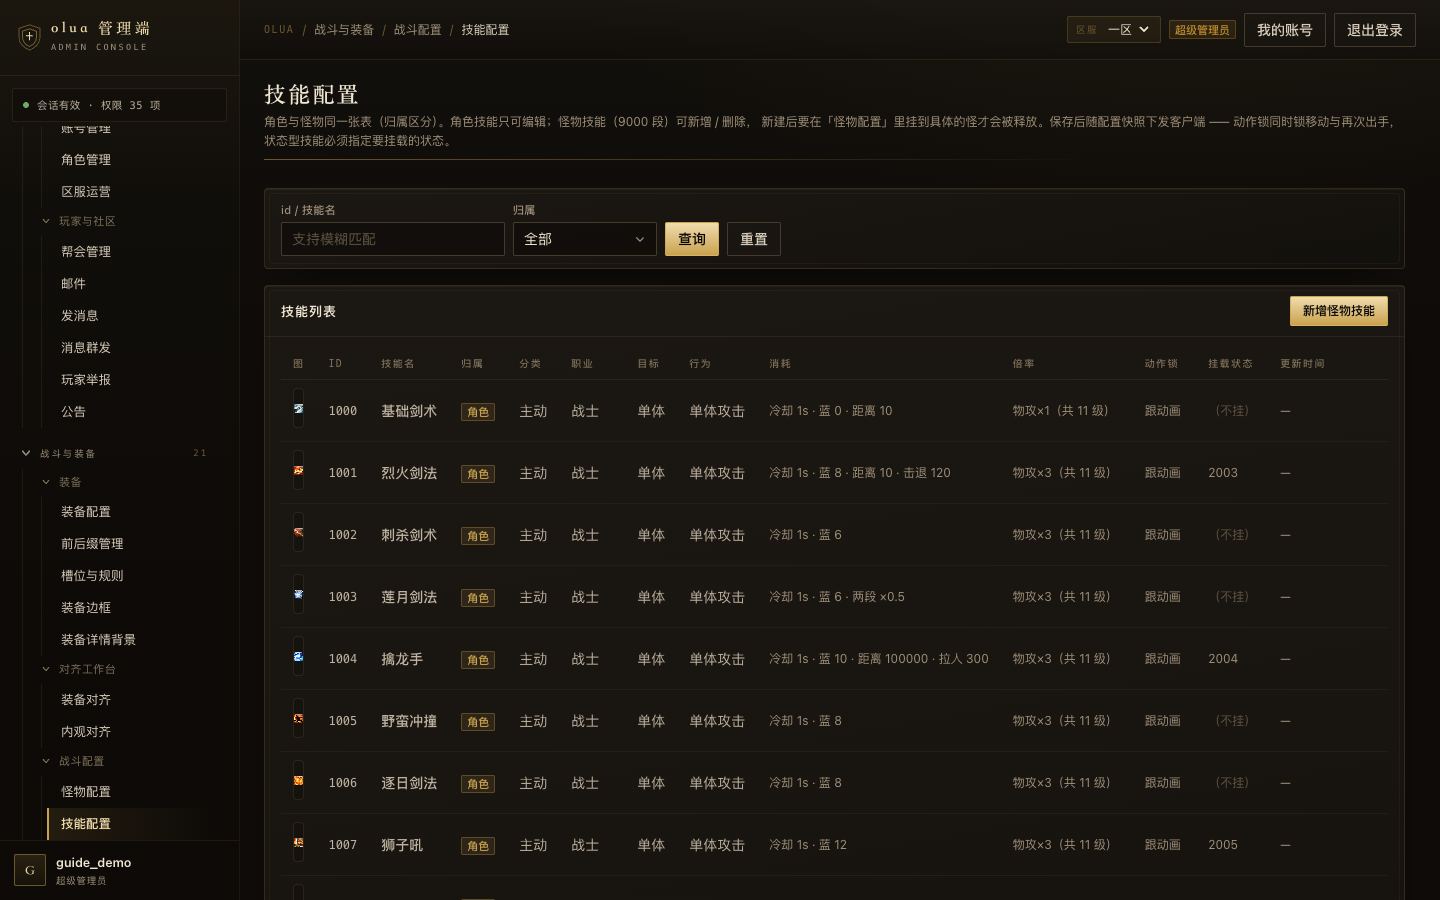 olua 管理端
ADMIN CONSOLE
会话有效 · 权限 35 项
账号管理
角色管理
区服运营
玩家与社区
帮会管理
邮件
发消息
消息群发
玩家举报
公告
战斗与装备 21
装备
装备配置
前后缀管理
槽位与规则
装备边框
装备详情背景
对齐工作台
装备对齐
内观对齐
战斗配置
怪物配置
技能配置
G
guide_demo
超级管理员
OLUA / 战斗与装备 / 战斗配置 / 技能配置
区服 一区 超级管理员 我的账号 退出登录
技能配置
角色与怪物同一张表（归属区分）。角色技能只可编辑；怪物技能（9000 段）可新增 / 删除， 新建后要在「怪物配置」里挂到具体的怪才会被释放。保存后随配置快照下发客户端 —— 动作锁同时锁移动与再次出手，
状态型技能必须指定要挂载的状态。
id / 技能名 归属
支持模糊匹配 全部 查询 重置
技能列表 新增怪物技能
图 ID 技能名 归属 分类 职业 目标 行为 消耗 倍率 动作锁 挂载状态 更新时间
1000 基础剑术 角色 主动 战士 单体 单体攻击 冷却 1s · 蓝 0 · 距离 10 物攻×1（共 11 级） 跟动画 （不挂） —
1001 烈火剑法 角色 主动 战士 单体 单体攻击 冷却 1s · 蓝 8 · 距离 10 · 击退 120 物攻×3（共 11 级） 跟动画 2003 —
1002 刺杀剑术 角色 主动 战士 单体 单体攻击 冷却 1s · 蓝 6 物攻×3（共 11 级） 跟动画 （不挂） —
1003 莲月剑法 角色 主动 战士 单体 单体攻击 冷却 1s · 蓝 6 · 两段 ×0.5 物攻×3（共 11 级） 跟动画 （不挂） —
1004 擒龙手 角色 主动 战士 单体 单体攻击 冷却 1s · 蓝 10 · 距离 100000 · 拉人 300 物攻×3（共 11 级） 跟动画 2004 —
1005 野蛮冲撞 角色 主动 战士 单体 单体攻击 冷却 1s · 蓝 8 物攻×3（共 11 级） 跟动画 （不挂） —
1006 逐日剑法 角色 主动 战士 单体 单体攻击 冷却 1s · 蓝 8 物攻×3（共 11 级） 跟动画 （不挂） —
1007 狮子吼 角色 主动 战士 单体 单体攻击 冷却 1s · 蓝 12 物攻×3（共 11 级） 跟动画 2005 —